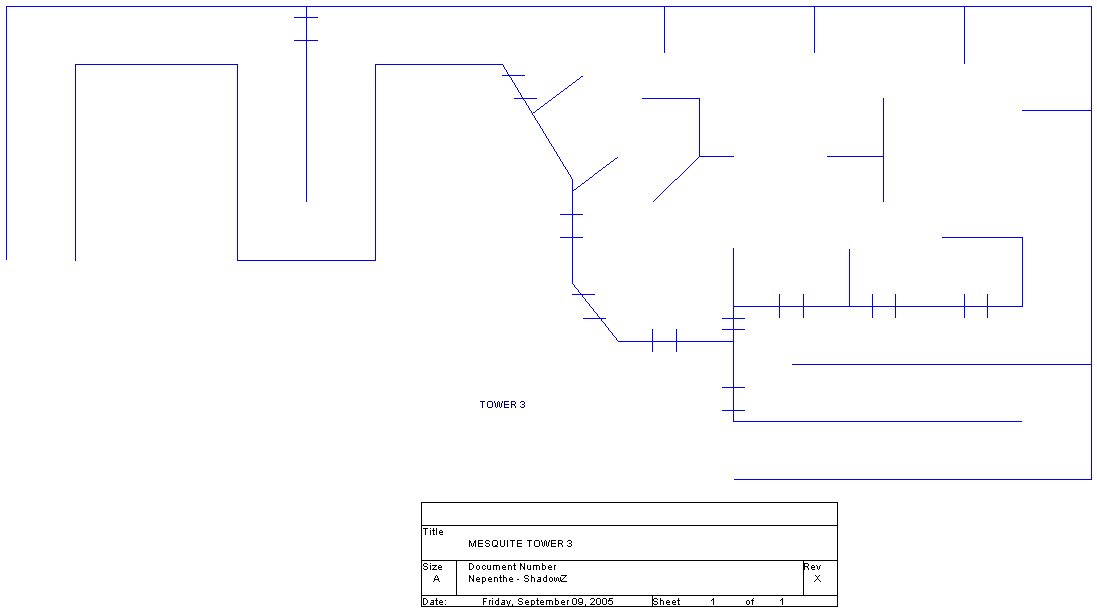 TOWER 3
Title
MESQUITE TOWER 3
Size Document Number Rev
A Nepenthe - ShadowZ X
Date: Friday, September 09, 2005 Sheet 1 of 1